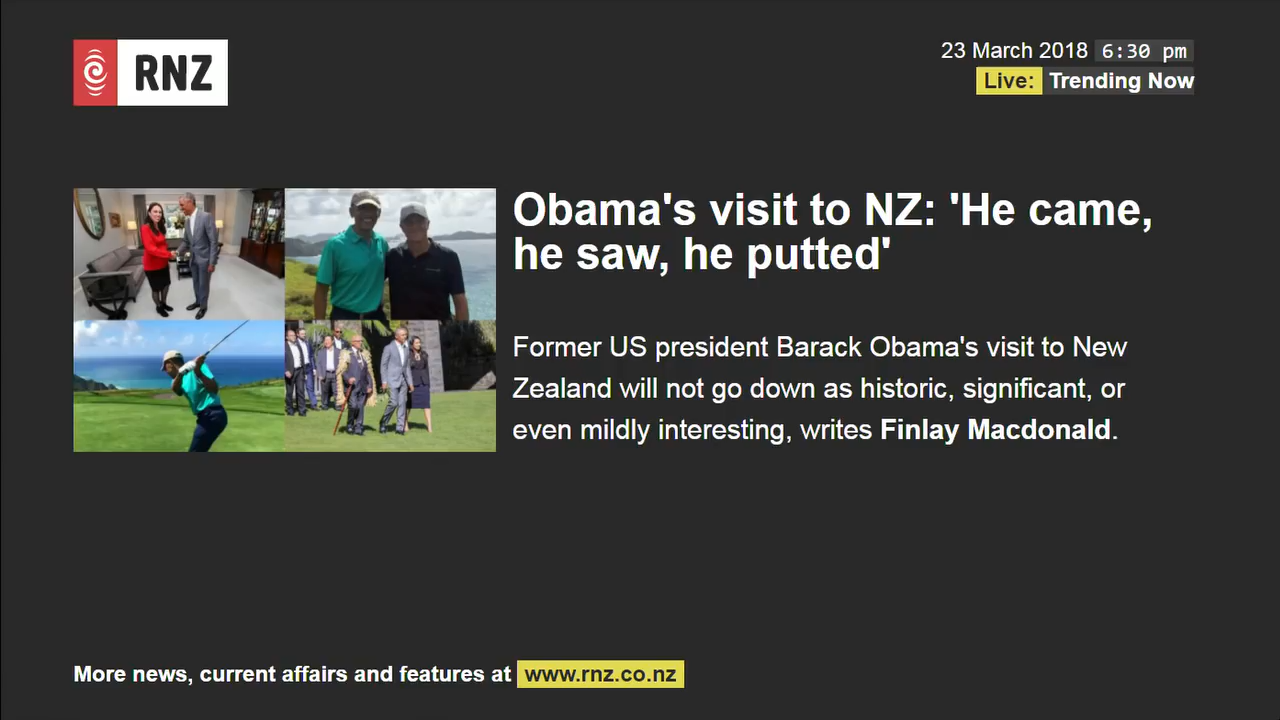 RNZ
23 March 2018 6:30 pm
Live: Trending Now
Obama's visit to NZ: 'He came,
he saw, he putted'
Former US president Barack Obama's visit to New
Zealand will not go down as historic, significant, or
even mildly interesting, writes Finlay Macdonald.
More news, current affairs and features at www.rnz.co.nz